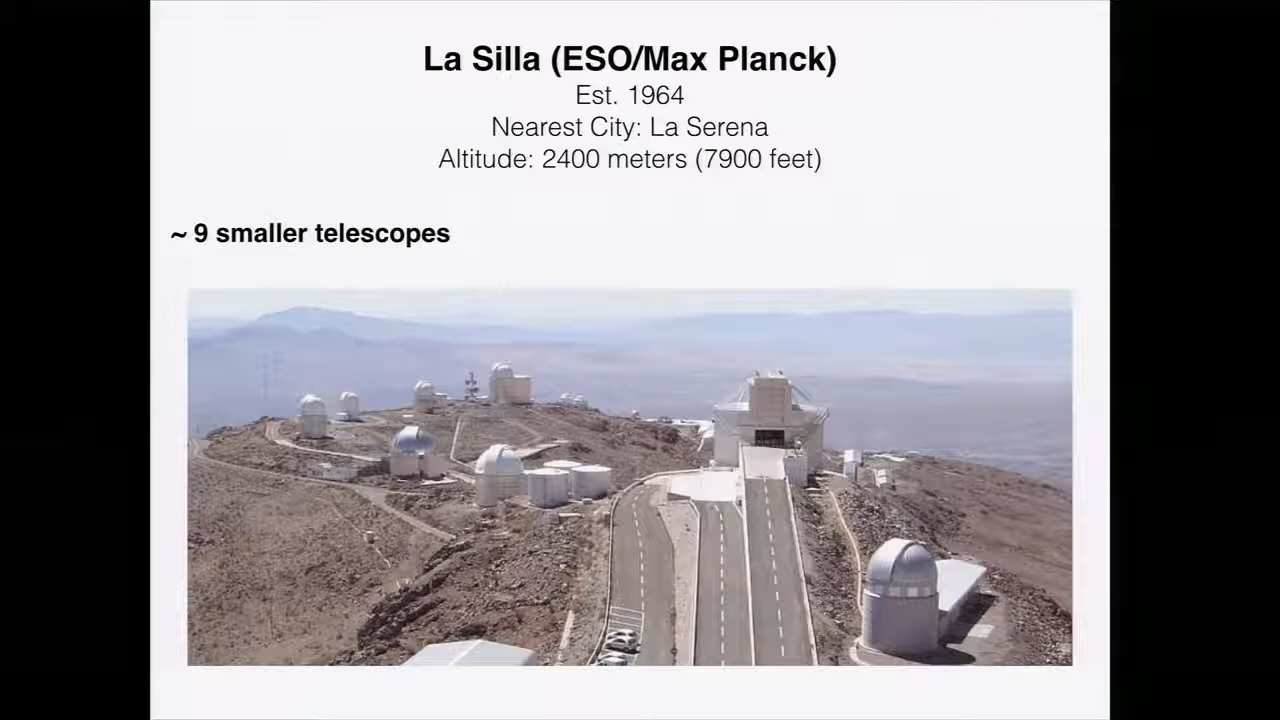 La Silla (ESO/Max Planck)
Est. 1964
Nearest City: La Serena
Altitude: 2400 meters (7900 feet)
~ 9 smaller telescopes